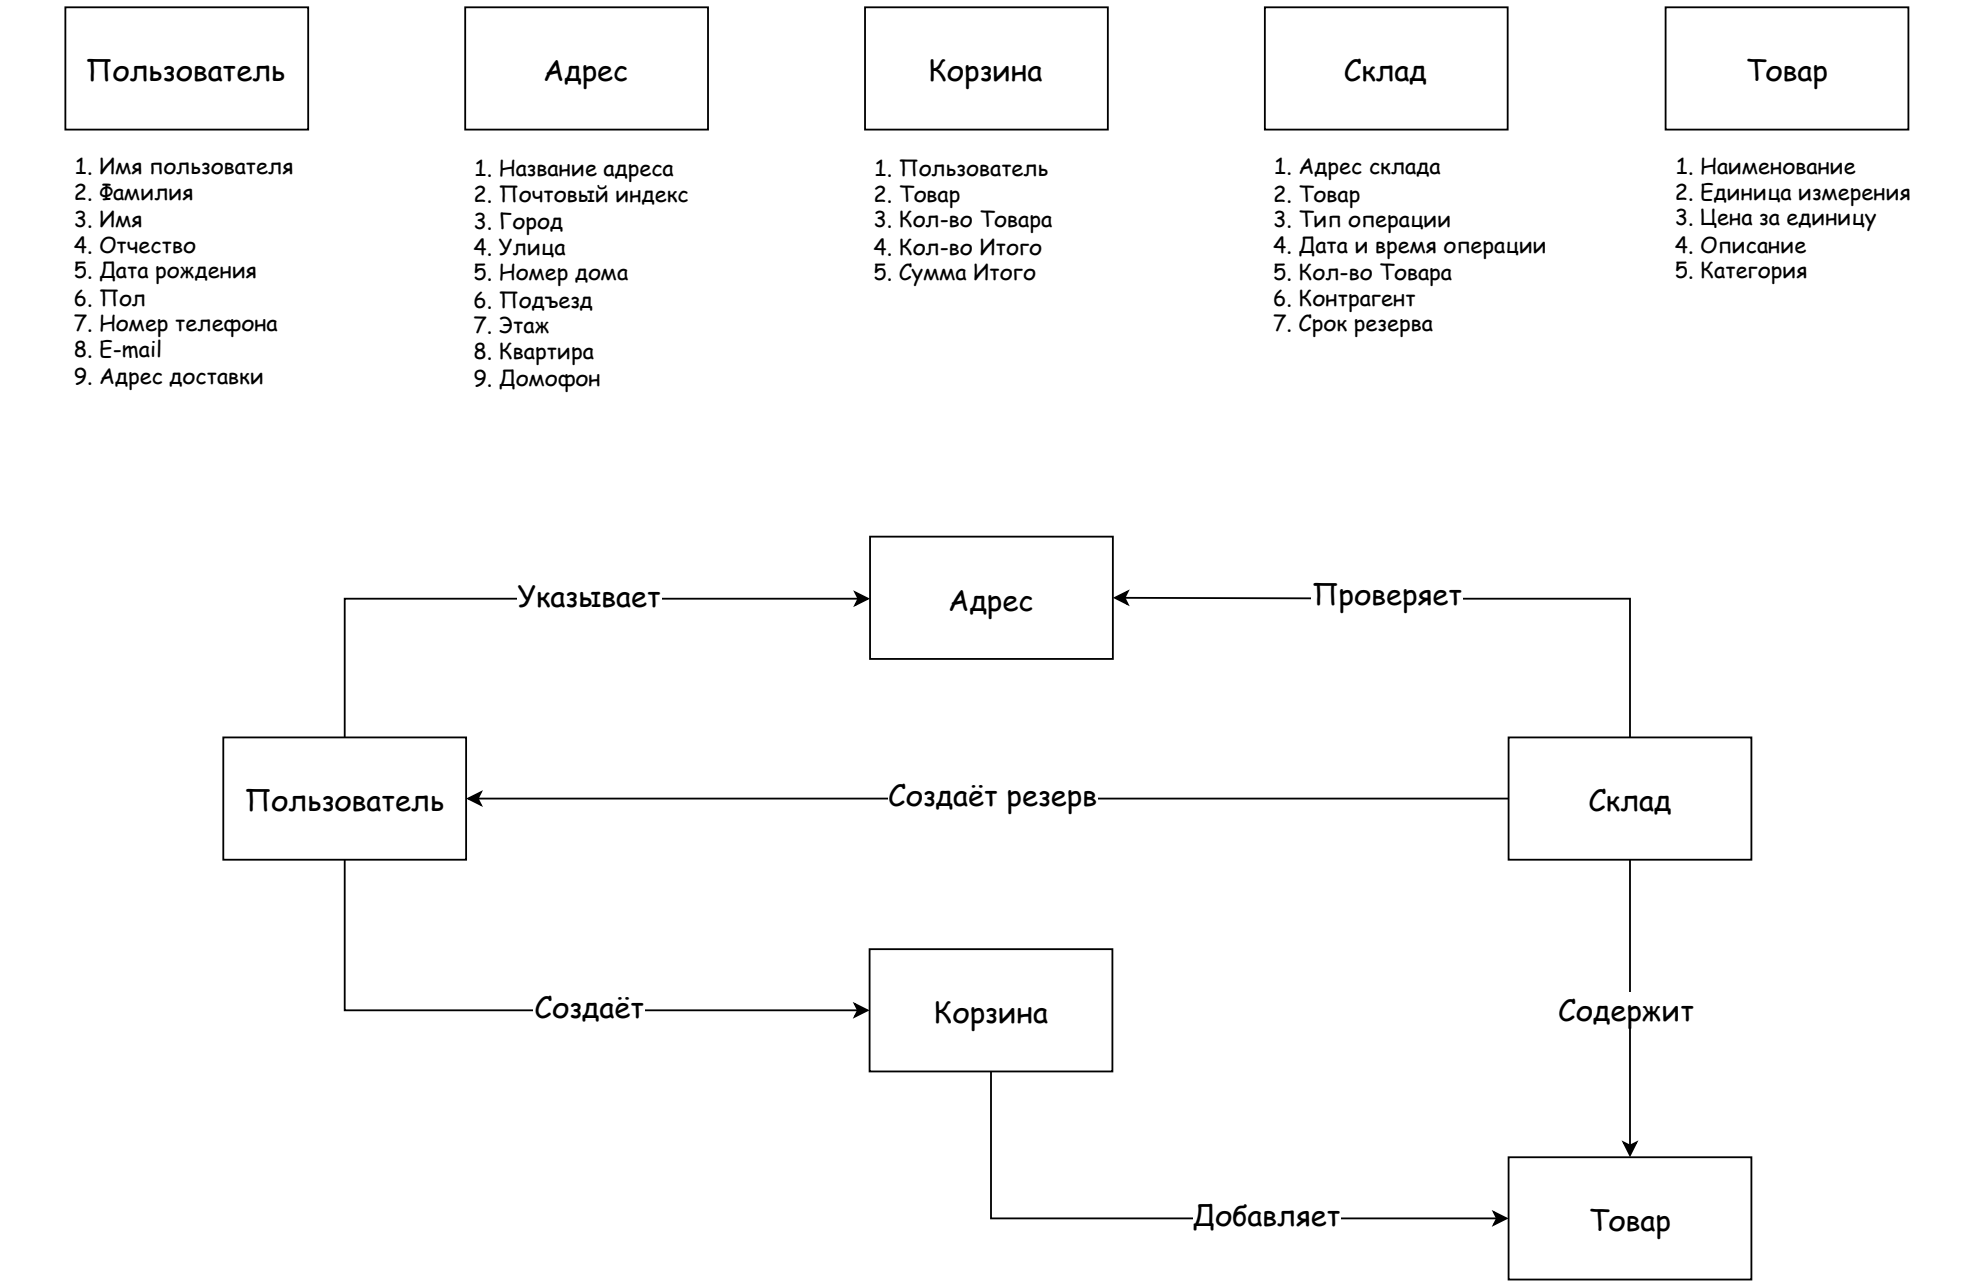 Пользователь
1. Имя пользователя
2. Фамилия
3. Имя
4. Отчество
5. Дата рождения
6. Пол
7. Номер телефона
8. E-mail
9. Адрес доставки
Адрес
1. Название адреса
2. Почтовый индекс
3. Город
4. Улица
5. Номер дома
6. Подъезд
7. Этаж
8. Квартира
9. Домофон
Корзина
1. Пользователь
2. Товар
3. Кол-во Товара
4. Кол-во Итого
5. Сумма Итого
Склад
1. Адрес склада
2. Товар
3. Тип операции
4. Дата и время операции
5. Кол-во Товара
6. Контрагент
7. Срок резерва
Товар
1. Наименование
2. Единица измерения
3. Цена за единицу
4. Описание
5. Категория
Указывает
Адрес
Проверяет
Пользователь
Создаёт резерв
Склад
Создаёт
Корзина
Содержит
Добавляет
Товар